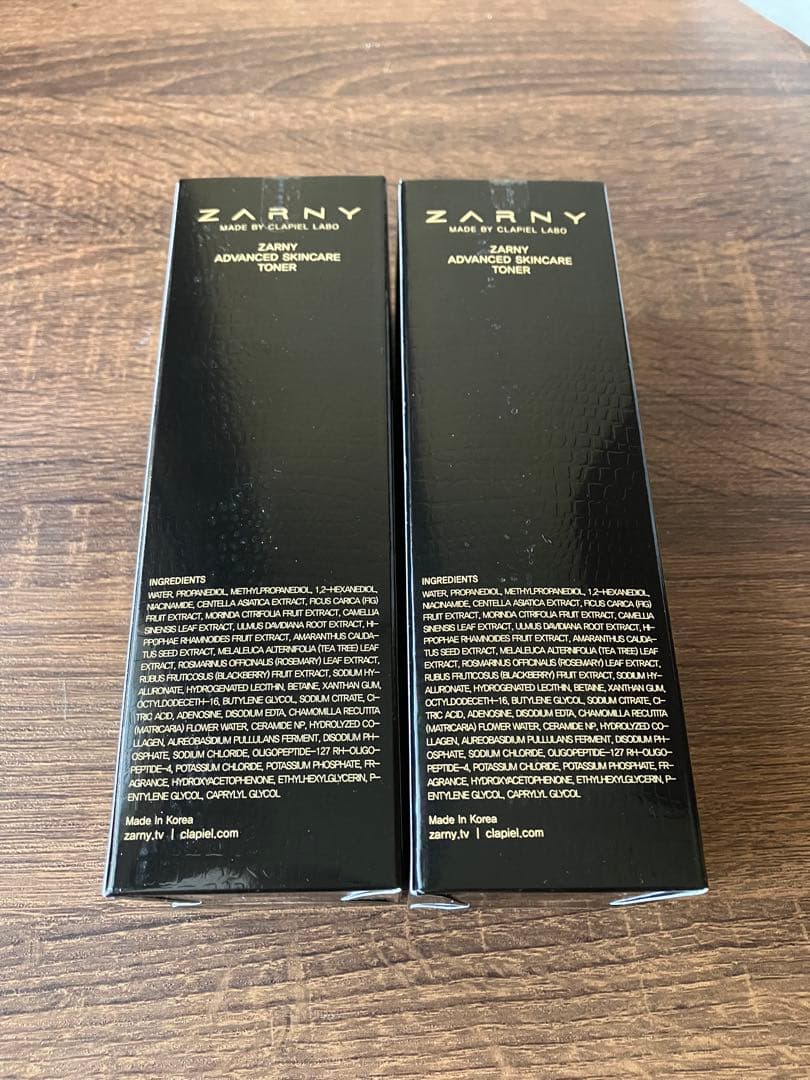 ZARNY
MADE BY CLAPIEL LABO
ZARNY
ADVANCED SKINCARE
TONER
INGREDIENTS
WATER, PROPANEDIOL, METHYLPROPANEDIOL, 1,2-HEXANEDIOL,
NIACINAMIDE, CENTELLA ASIATICA EXTRACT, FICUS CARICA (FIG)
FRUIT EXTRACT, MORINDA CITRIFOLIA FRUIT EXTRACT, CAMELLIA
SINENSIS LEAF EXTRACT, ULMUS DAVIDIANA ROOT EXTRACT, HI-
PPOPHAE RHAMNOIDES FRUIT EXTRACT, AMARANTHUS CAUDA-
TUS SEED EXTRACT, MELALEUCA ALTERNIFOLIA (TEA TREE) LEAF
EXTRACT, ROSMARINUS OFFICINALIS (ROSEMARY) LEAF EXTRACT,
RUBUS FRUTICOSUS (BLACKBERRY) FRUIT EXTRACT, SODIUM HY-
ALURONATE, HYDROGENATED LECITHIN, BETAINE, XANTHAN GUM,
OCTYLDODECETH-16, BUTYLENE GLYCOL, SODIUM CITRATE, CI-
TRIC ACID, ADENOSINE, DISODIUM EDTA, CHAMOMILLA RECUTITA
(MATRICARIA) FLOWER WATER, CERAMIDE NP, HYDROLYZED CO-
LLAGEN, AUREOBASIDIUM PULLULANS FERMENT, DISODIUM PH-
OSPHATE, SODIUM CHLORIDE, OLIGOPEPTIDE-127 RH-OLIGO-
PEPTIDE-4, POTASSIUM CHLORIDE, POTASSIUM PHOSPHATE, FR-
AGRANCE, HYDROXYACETOPHENONE, ETHYLHEXYLGLYCERIN, P-
ENTYLENE GLYCOL, CAPRYLYL GLYCOL
Made In Korea
zarny.tv | clapiel.com
ZARNY
MADE BY CLAPIEL LABO
ZARNY
ADVANCED SKINCARE
TONER
INGREDIENTS
WATER, PROPANEDIOL, METHYLPROPANEDIOL, 1,2-HEXANEDIOL,
NIACINAMIDE, CENTELLA ASIATICA EXTRACT, FICUS CARICA (FIG)
FRUIT EXTRACT, MORINDA CITRIFOLIA FRUIT EXTRACT, CAMELLIA
SINENSIS LEAF EXTRACT, ULMUS DAVIDIANA ROOT EXTRACT, HI-
PPOPHAE RHAMNOIDES FRUIT EXTRACT, AMARANTHUS CAUDA-
TUS SEED EXTRACT, MELALEUCA ALTERNIFOLIA (TEA TREE) LEAF
EXTRACT, ROSMARINUS OFFICINALIS (ROSEMARY) LEAF EXTRACT,
RUBUS FRUTICOSUS (BLACKBERRY) FRUIT EXTRACT, SODIUM HY-
ALURONATE, HYDROGENATED LECITHIN, BETAINE, XANTHAN GUM,
OCTYLDODECETH-16, BUTYLENE GLYCOL, SODIUM CITRATE, CI-
TRIC ACID, ADENOSINE, DISODIUM EDTA, CHAMOMILLA RECUTITA
(MATRICARIA) FLOWER WATER, CERAMIDE NP, HYDROLYZED CO-
LLAGEN, AUREOBASIDIUM PULLULANS FERMENT, DISODIUM PH-
OSPHATE, SODIUM CHLORIDE, OLIGOPEPTIDE-127 RH-OLIGO-
PEPTIDE-4, POTASSIUM CHLORIDE, POTASSIUM PHOSPHATE, FR-
AGRANCE, HYDROXYACETOPHENONE, ETHYLHEXYLGLYCERIN, P-
ENTYLENE GLYCOL, CAPRYLYL GLYCOL
Made In Korea
zarny.tv | clapiel.com